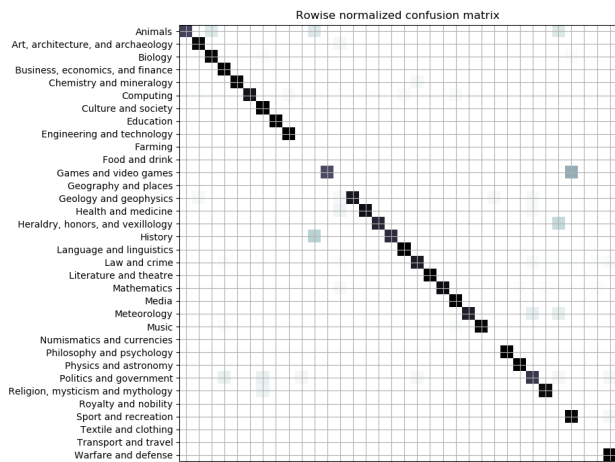 Rowise normalized confusion matrix
Animals
Art, architecture, and archaeology
Biology
Business, economics, and finance
Chemistry and mineralogy
Computing
Culture and society
Education
Engineering and technology
Farming
Food and drink
Games and video games
Geography and places
Geology and geophysics
Health and medicine
Heraldry, honors, and vexillology
History
Language and linguistics
Law and crime
Literature and theatre
Mathematics
Media
Meteorology
Music
Numismatics and currencies
Philosophy and psychology
Physics and astronomy
Politics and government
Religion, mysticism and mythology
Royalty and nobility
Sport and recreation
Textile and clothing
Transport and travel
Warfare and defense